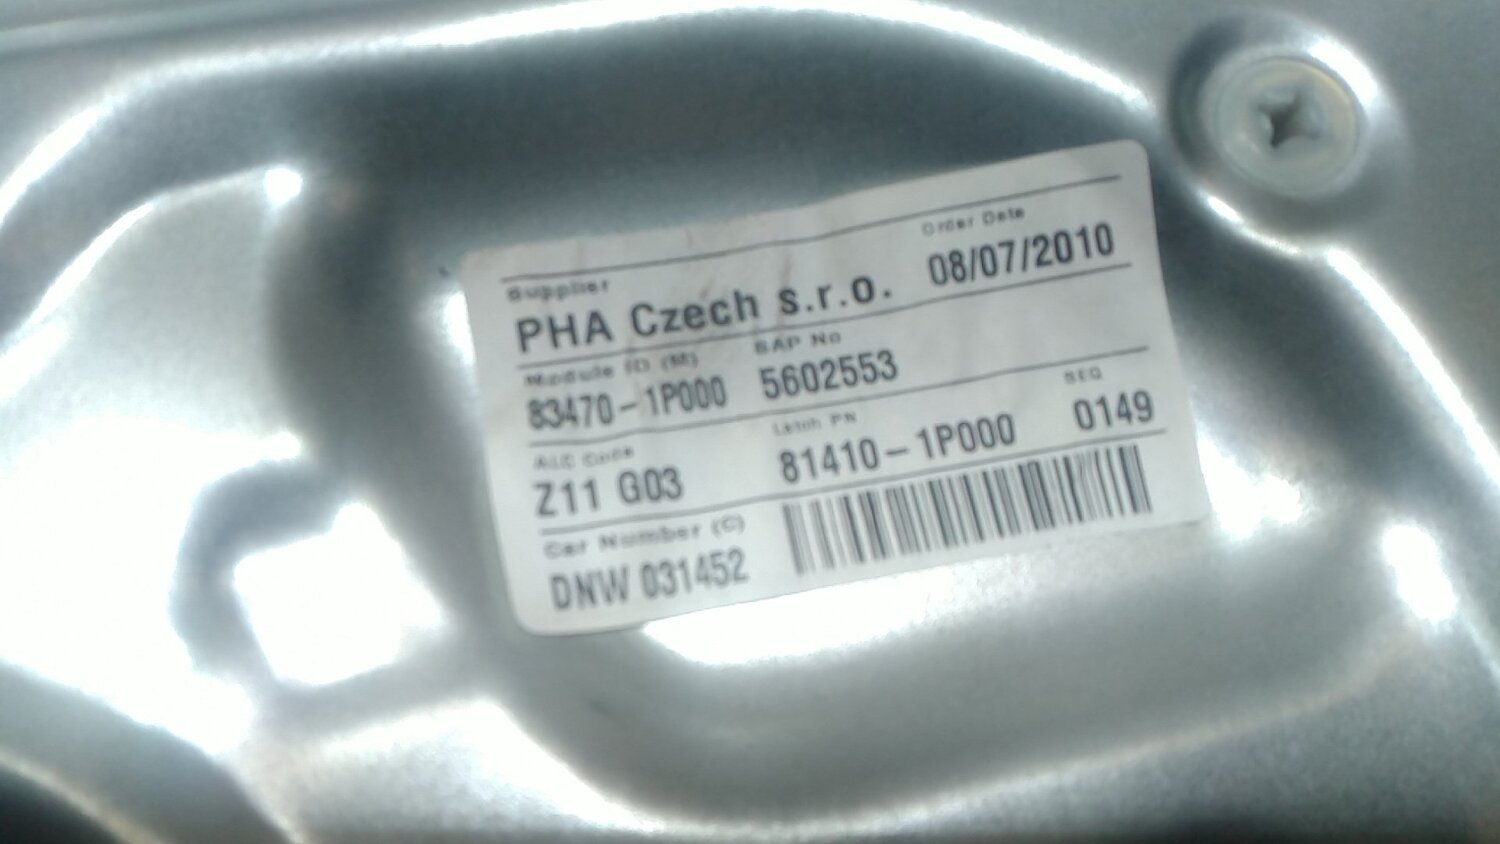 Supplier
Order Date
PHA Czech s.r.o. 08/07/2010
Module ID (M) SAP No
83470-1P000 5602553
ALC Code Latch PN SEQ
Z11 G03 81410-1P000 0149
Car Number (C)
DNW 031452